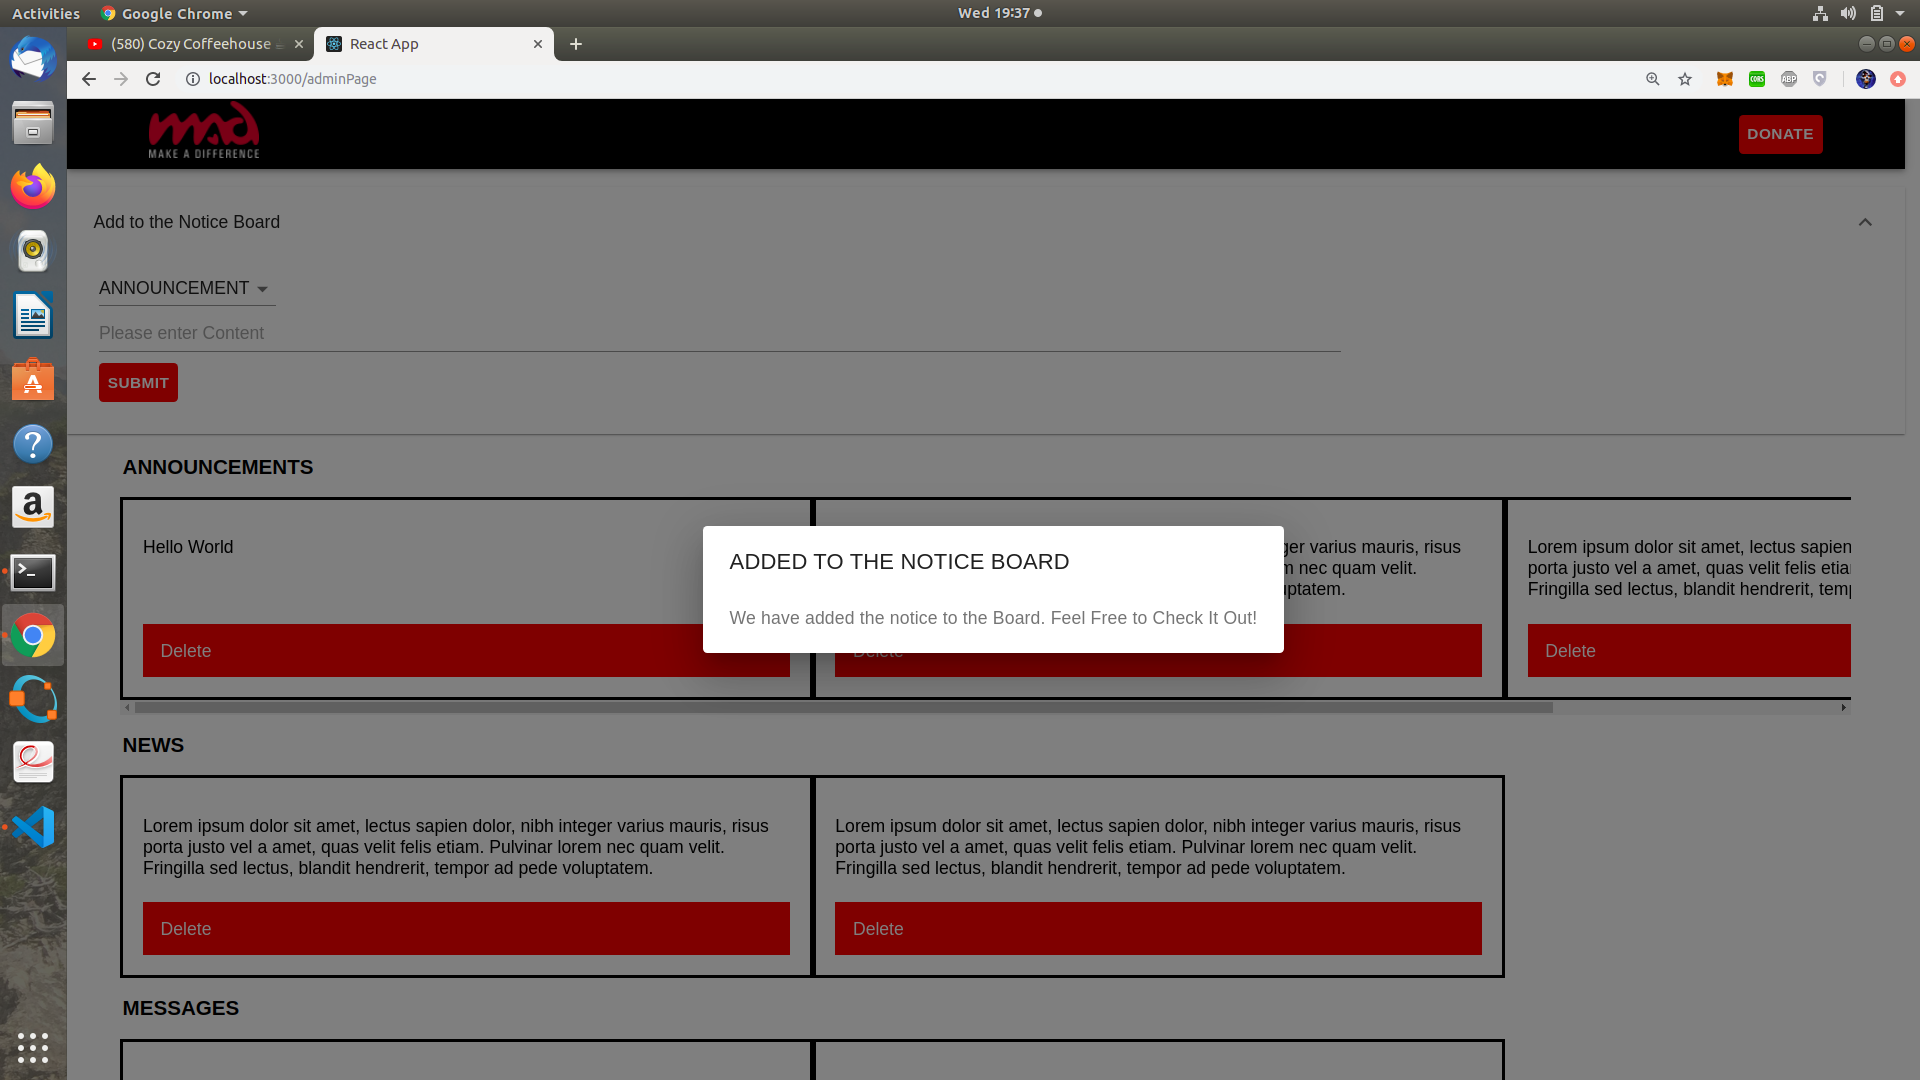 Activities
Google Chrome
Wed 19:37
(580) Cozy Coffeehouse
React App
localhost:3000/adminPage
CORS
ABP
mad
MAKE A DIFFERENCE
DONATE
Add to the Notice Board
ANNOUNCEMENT
Please enter Content
SUBMIT
ANNOUNCEMENTS
Hello World
ger varius mauris, risus
nec quam velit.
ptatem.
Lorem ipsum dolor sit amet, lectus sapien
porta justo vel a amet, quas velit felis etia
Fringilla sed lectus, blandit hendrerit, tem
ADDED TO THE NOTICE BOARD
We have added the notice to the Board. Feel Free to Check It Out!
Delete
Delete
Delete
NEWS
Lorem ipsum dolor sit amet, lectus sapien dolor, nibh integer varius mauris, risus
porta justo vel a amet, quas velit felis etiam. Pulvinar lorem nec quam velit.
Fringilla sed lectus, blandit hendrerit, tempor ad pede voluptatem.
Delete
Lorem ipsum dolor sit amet, lectus sapien dolor, nibh integer varius mauris, risus
porta justo vel a amet, quas velit felis etiam. Pulvinar lorem nec quam velit.
Fringilla sed lectus, blandit hendrerit, tempor ad pede voluptatem.
Delete
MESSAGES